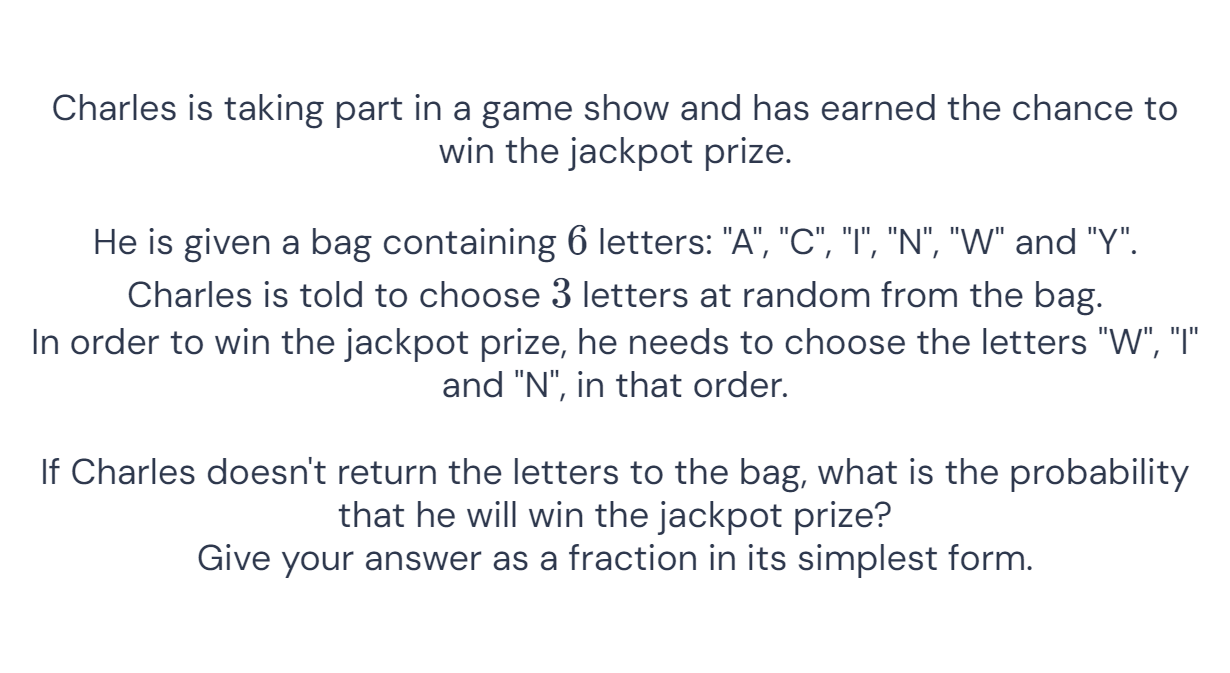 Charles is taking part in a game show and has earned the chance to
win the jackpot prize.
He is given a bag containing 6 letters: "A", "C", "I", "N", "W" and "Y".
Charles is told to choose 3 letters at random from the bag.
In order to win the jackpot prize, he needs to choose the letters "W", "I"
and "N", in that order.
If Charles doesn't return the letters to the bag, what is the probability
that he will win the jackpot prize?
Give your answer as a fraction in its simplest form.